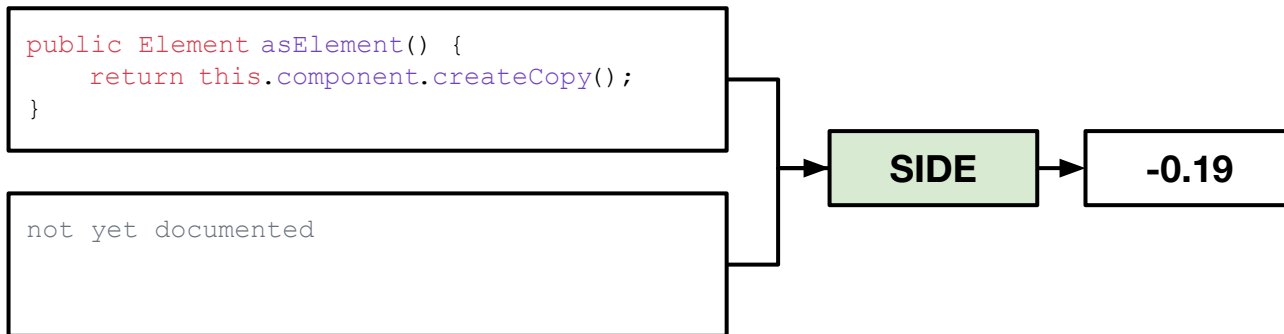 public Element asElement() {
    return this.component.createCopy();
}
not yet documented
SIDE
-0.19